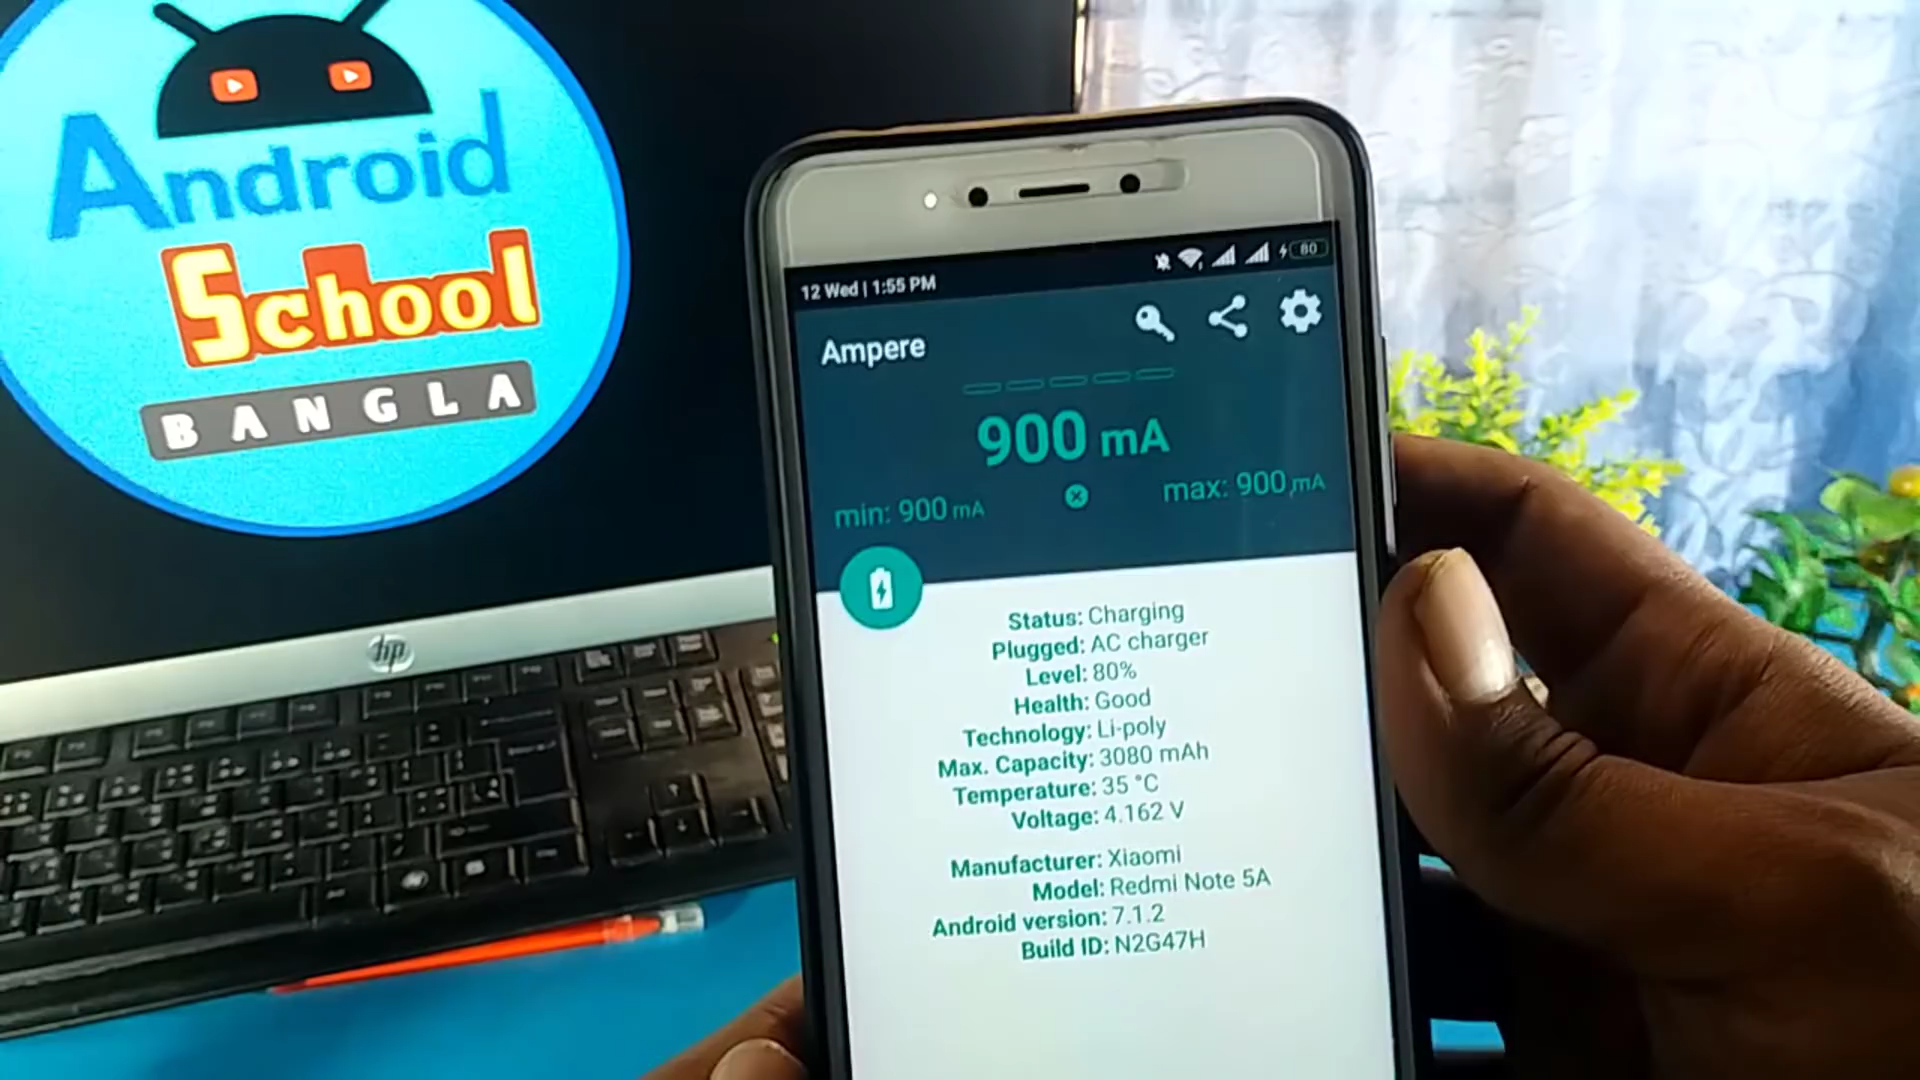 Android
School
BANGLA
hp
12 Wed | 1:55 PM
80
Ampere
900 mA
min: 900 mA
max: 900 mA
Status: Charging
Plugged: AC charger
Level: 80%
Health: Good
Technology: Li-poly
Max. Capacity: 3080 mAh
Temperature: 35 °C
Voltage: 4.162 V
Manufacturer: Xiaomi
Model: Redmi Note 5A
Android version: 7.1.2
Build ID: N2G47H